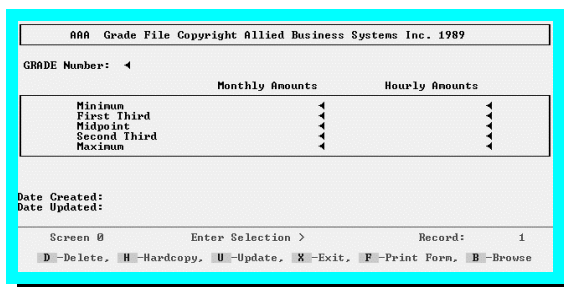 AAA Grade File Copyright Allied Business Systems Inc. 1989
GRADE Number: ◄
Monthly Amounts Hourly Amounts
Minimum ◄ ◄
First Third ◄ ◄
Midpoint ◄ ◄
Second Third ◄ ◄
Maximum ◄ ◄
Date Created:
Date Updated:
Screen 0 Enter Selection > Record: 1
D -Delete, H -Hardcopy, U -Update, X -Exit, F -Print Form, B -Browse